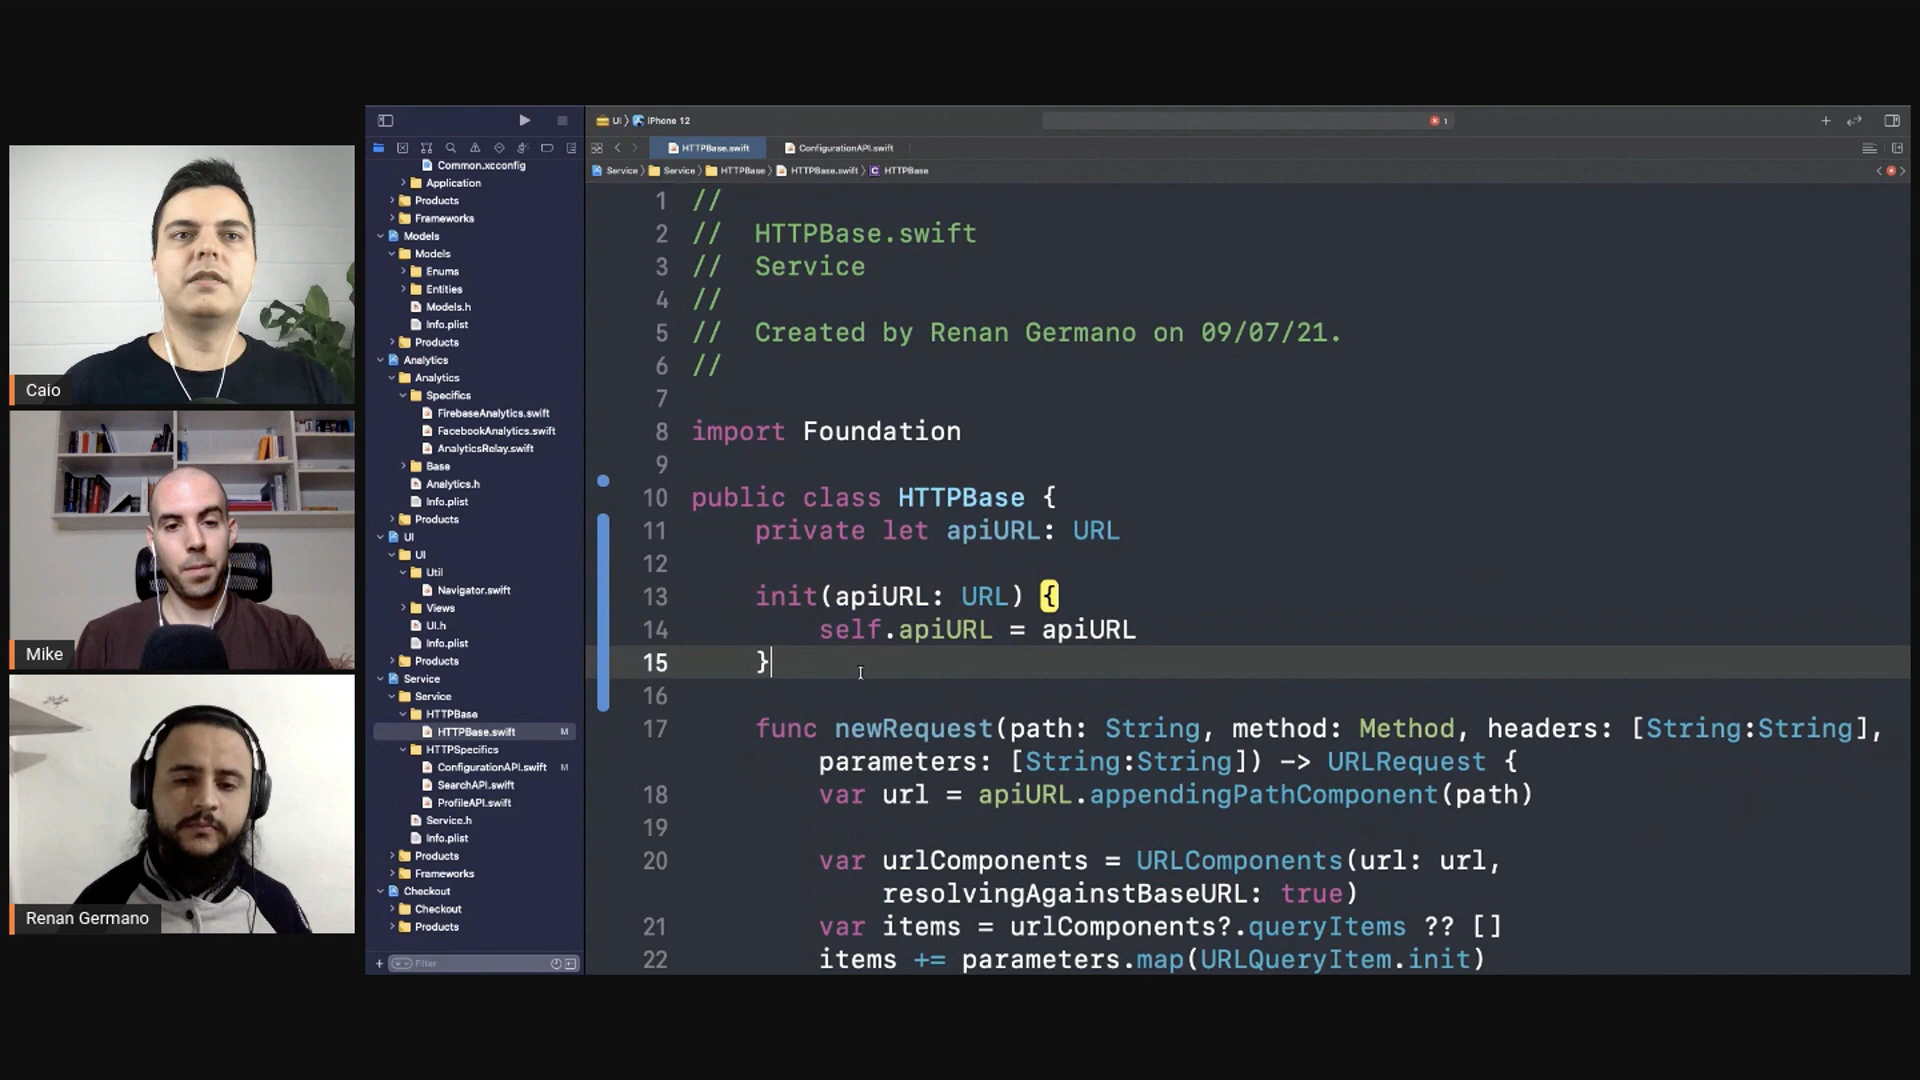 Caio
Mike
Renan Germano
Common.xcconfig
Application
Products
Frameworks
Models
Models
Enums
Entities
Models.h
Info.plist
Products
Analytics
Analytics
Specifics
FirebaseAnalytics.swift
FacebookAnalytics.swift
AnalyticsRelay.swift
Base
Analytics.h
Info.plist
Products
UI
UI
Util
Navigator.swift
Views
UI.h
Info.plist
Products
Service
Service
HTTPBase
HTTPBase.swift M
HTTPSpecifics
ConfigurationAPI.swift M
SearchAPI.swift
ProfileAPI.swift
Service.h
Info.plist
Products
Frameworks
Checkout
Checkout
Products
Filter
UI iPhone 12 1
HTTPBase.swift ConfigurationAPI.swift
Service Service HTTPBase HTTPBase.swift C HTTPBase
1 //
2 //  HTTPBase.swift
3 //  Service
4 //
5 //  Created by Renan Germano on 09/07/21.
6 //
7
8 import Foundation
9
10 public class HTTPBase {
11     private let apiURL: URL
12
13     init(apiURL: URL) {
14         self.apiURL = apiURL
15     }
16
17     func newRequest(path: String, method: Method, headers: [String:String],
parameters: [String:String]) -> URLRequest {
18         var url = apiURL.appendingPathComponent(path)
19
20         var urlComponents = URLComponents(url: url,
resolvingAgainstBaseURL: true)
21         var items = urlComponents?.queryItems ?? []
22         items += parameters.map(URLQueryItem.init)